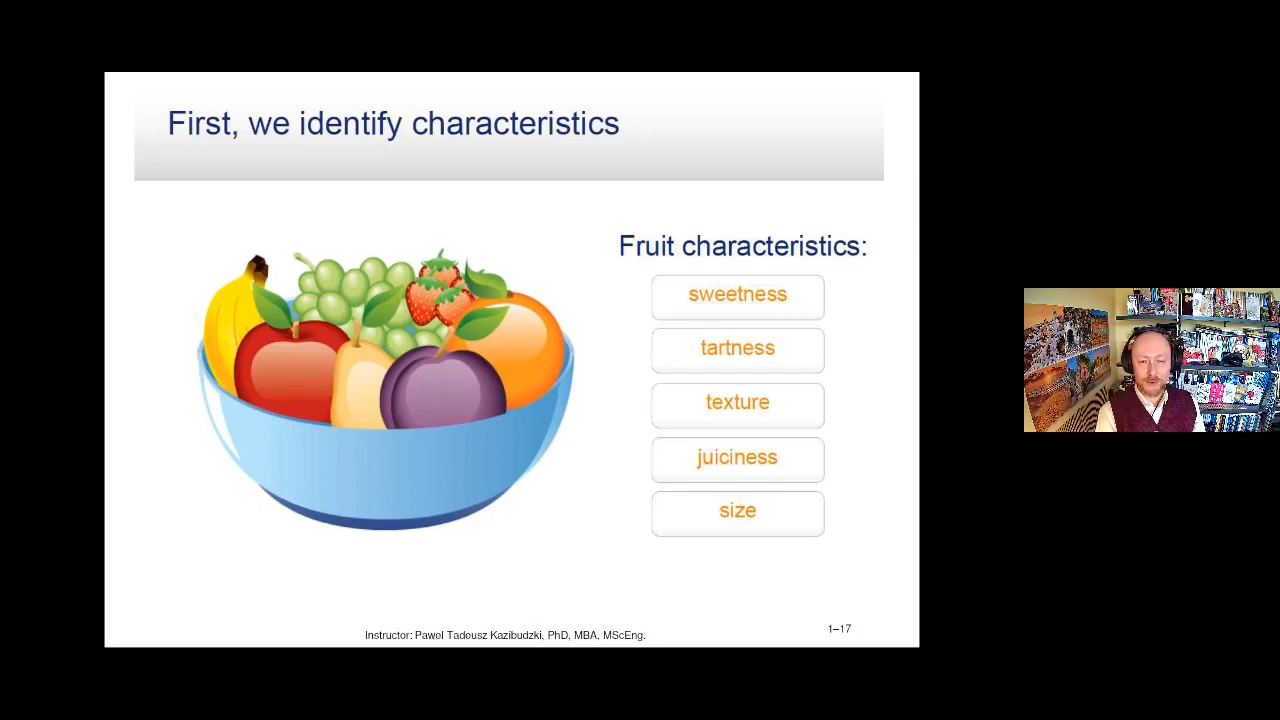 First, we identify characteristics
Fruit characteristics:
sweetness
tartness
texture
juiciness
size
Instructor: Paweł Tadeusz Kazibudzki, PhD, MBA, MScEng.
1–17